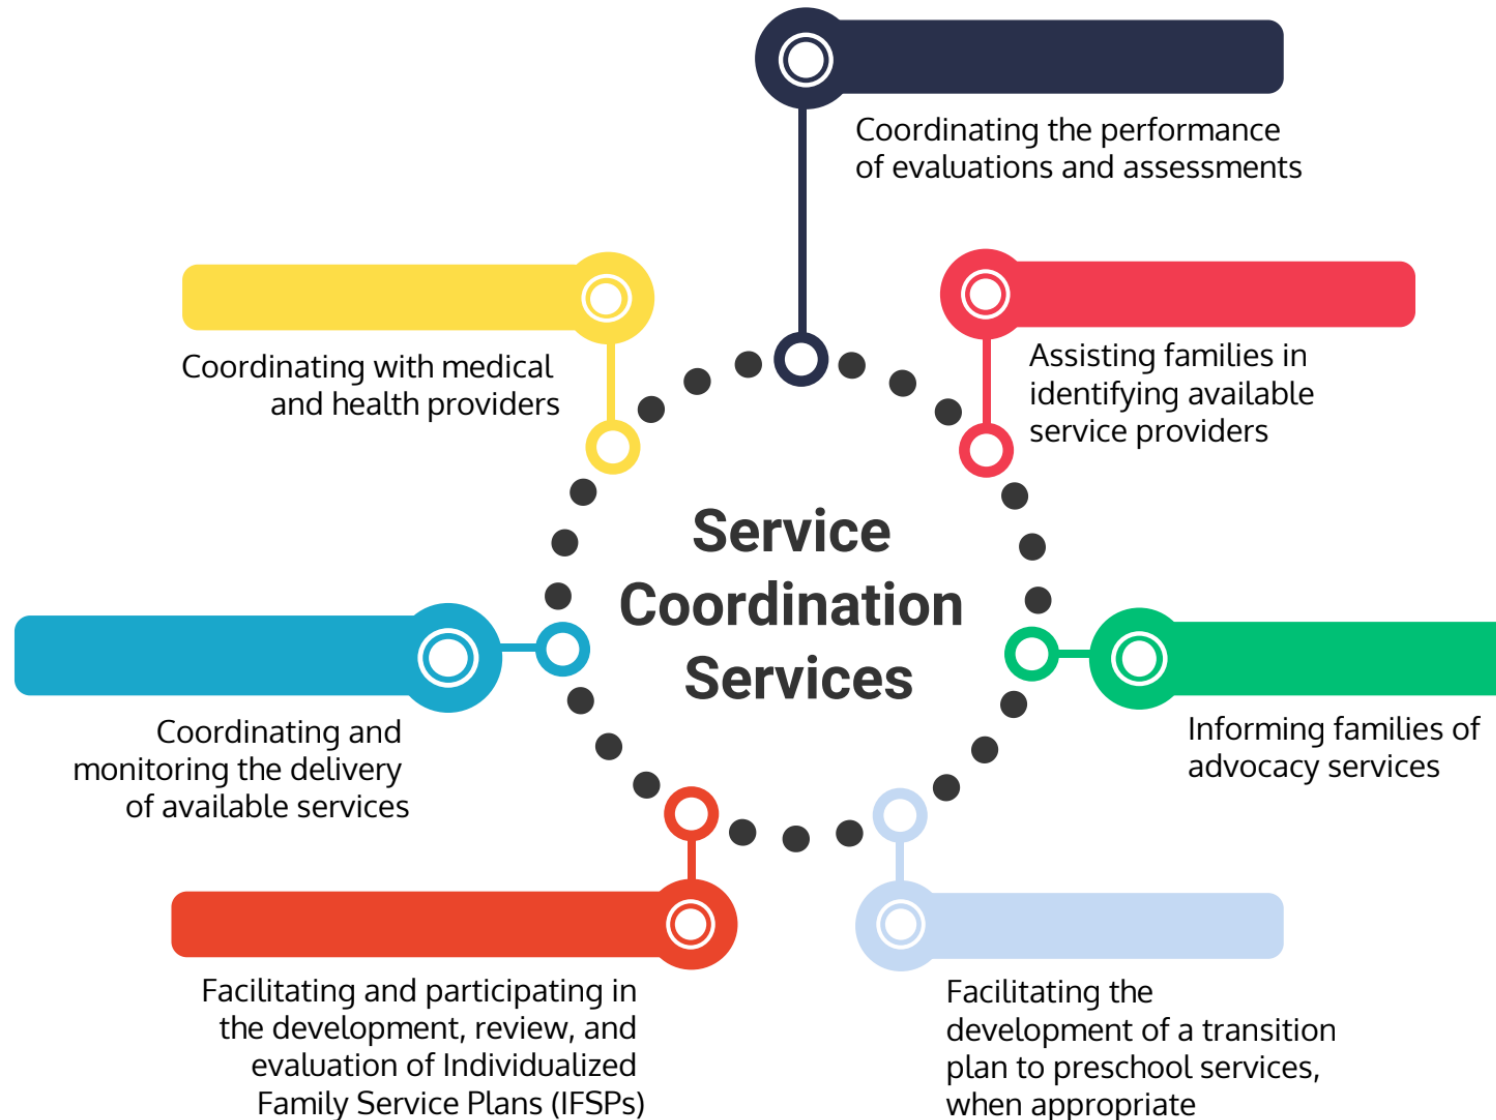 Coordinating the performance
of evaluations and assessments
Coordinating with medical
and health providers
Assisting families in
identifying available
service providers
Service
Coordination
Services
Coordinating and
monitoring the delivery
of available services
Informing families of
advocacy services
Facilitating and participating in
the development, review, and
evaluation of Individualized
Family Service Plans (IFSPs)
Facilitating the
development of a transition
plan to preschool services,
when appropriate